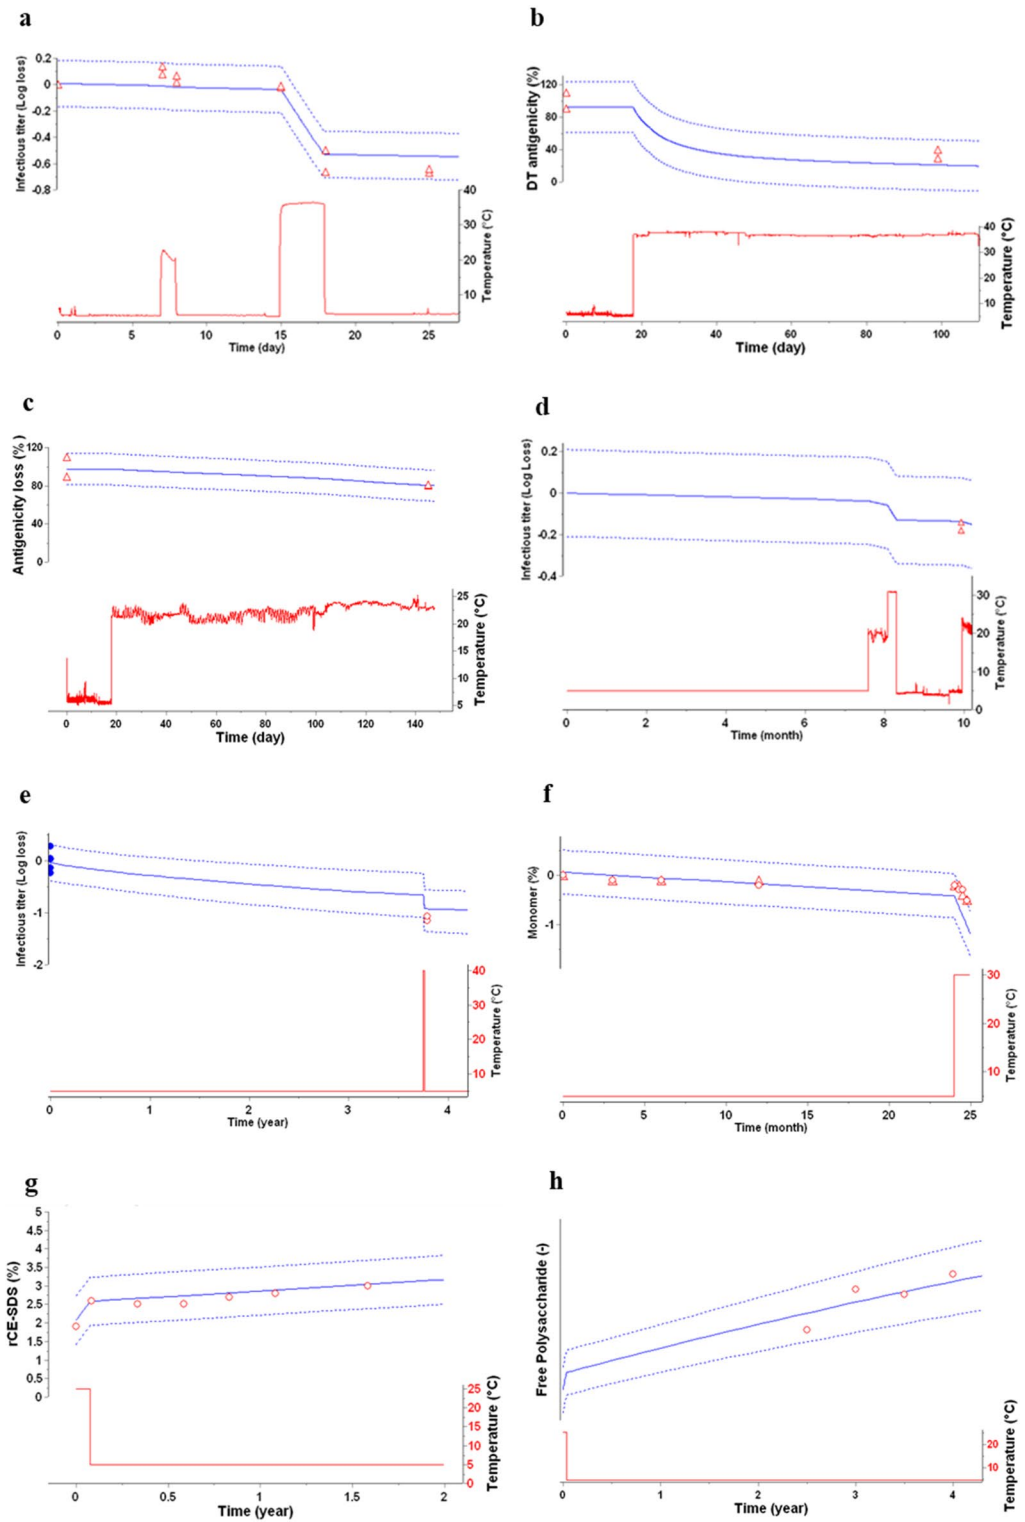 a
Infectious titer (Log loss)
0.2
0
-0.2
-0.4
-0.6
-0.8
40
30
20
10
Temperature (°C)
0 5 10 15 20 25
Time (day)
b
DT antigenicity (%)
120
80
40
0
40
30
20
10
Temperature (°C)
0 20 40 60 80 100
Time (day)
c
Antigenicity loss (%)
120
80
40
0
25
20
15
10
5
Temperature (°C)
0 20 40 60 80 100 120 140
Time (day)
d
Infectious titer (Log Loss)
0.2
0
-0.2
-0.4
30
20
10
0
Temperature (°C)
0 2 4 6 8 10
Time (month)
e
Infectious titer (Log loss)
0
-1
-2
40
30
20
10
Temperature (°C)
0 1 2 3 4
Time (year)
f
Monomer (%)
0
-1
30
20
10
Temperature (°C)
0 5 10 15 20 25
Time (month)
g
rCE-SDS (%)
5
4.5
4
3.5
3
2.5
2
1.5
1
0.5
0
25
20
15
10
5
0
Temperature (°C)
0 0.5 1 1.5 2
Time (year)
h
Free Polysaccharide (-)
20
10
Temperature (°C)
0 1 2 3 4
Time (year)